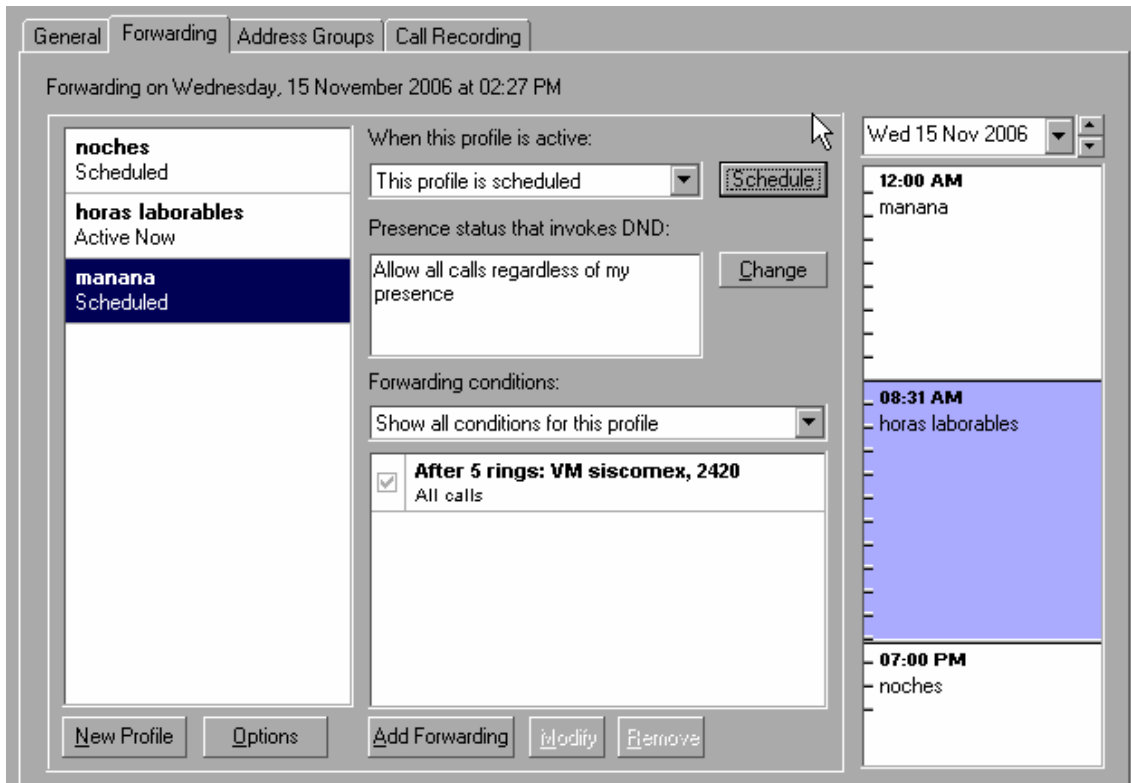 General
Forwarding
Address Groups
Call Recording
Forwarding on Wednesday, 15 November 2006 at 02:27 PM
noches
Scheduled
horas laborables
Active Now
manana
Scheduled
New Profile
Options
When this profile is active:
This profile is scheduled
Schedule
Presence status that invokes DND:
Allow all calls regardless of my
presence
Change
Forwarding conditions:
Show all conditions for this profile
After 5 rings: VM siscomex, 2420
All calls
Add Forwarding
Modify
Remove
Wed 15 Nov 2006
12:00 AM
manana
08:31 AM
horas laborables
07:00 PM
noches